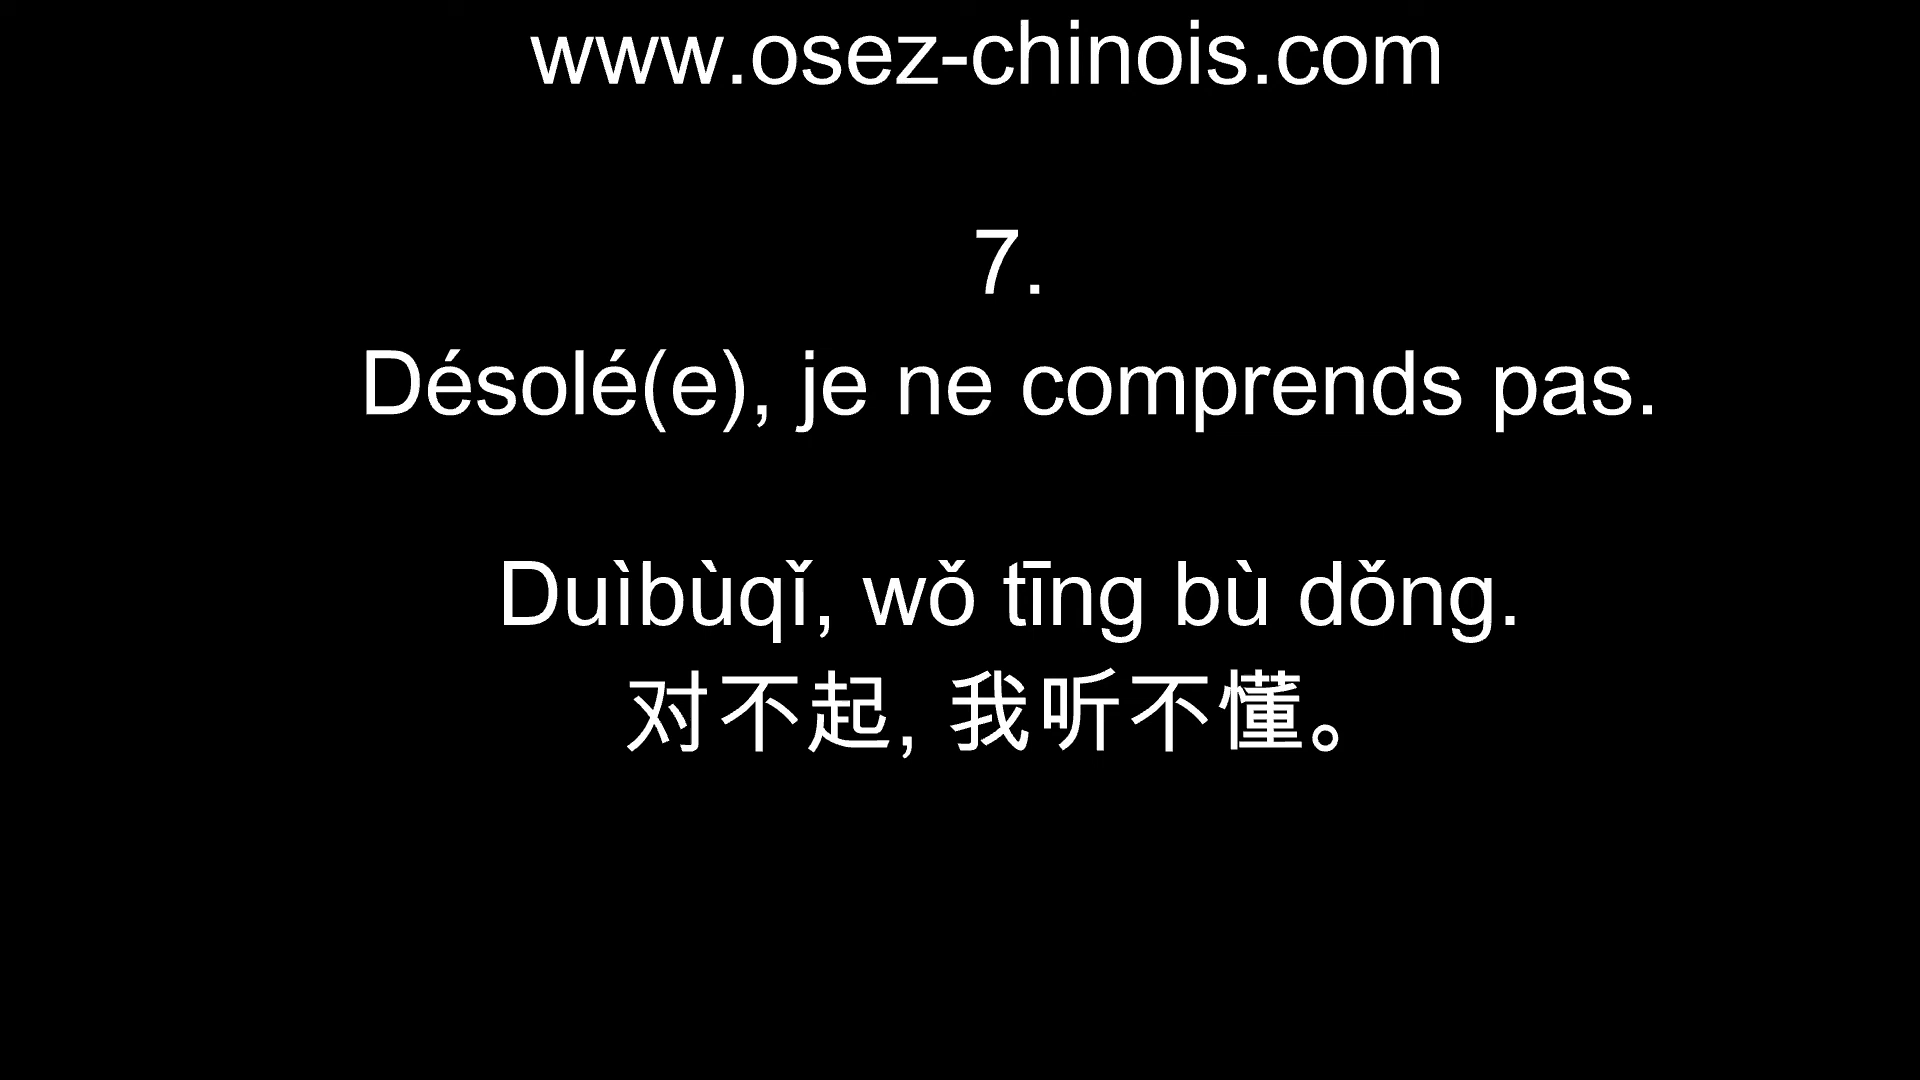 www.osez-chinois.com
7.
Désolé(e), je ne comprends pas.
Duìbùqǐ, wǒ tīng bù dǒng.
对不起, 我听不懂。